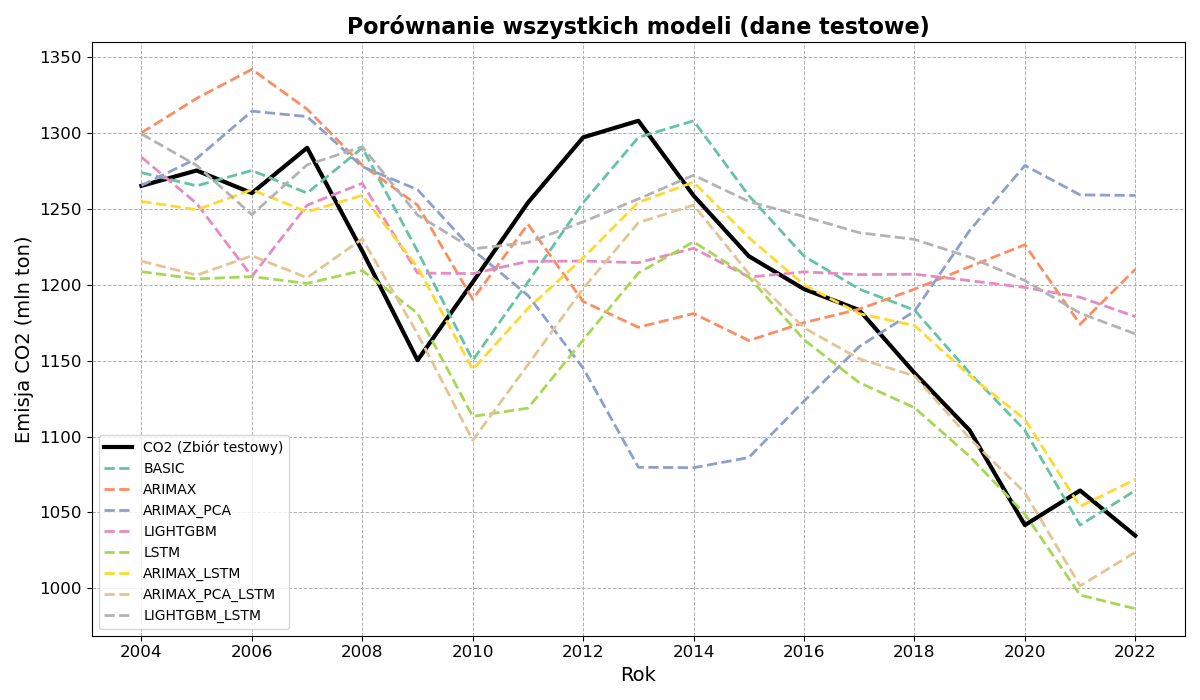 Porównanie wszystkich modeli (dane testowe)
1350
1300
1250
1200
1150
1100
1050
1000
Emisja CO2 (mln ton)
CO2 (Zbiór testowy)
BASIC
ARIMAX
ARIMAX_PCA
LIGHTGBM
LSTM
ARIMAX_LSTM
ARIMAX_PCA_LSTM
LIGHTGBM_LSTM
2004 2006 2008 2010 2012 2014 2016 2018 2020 2022
Rok